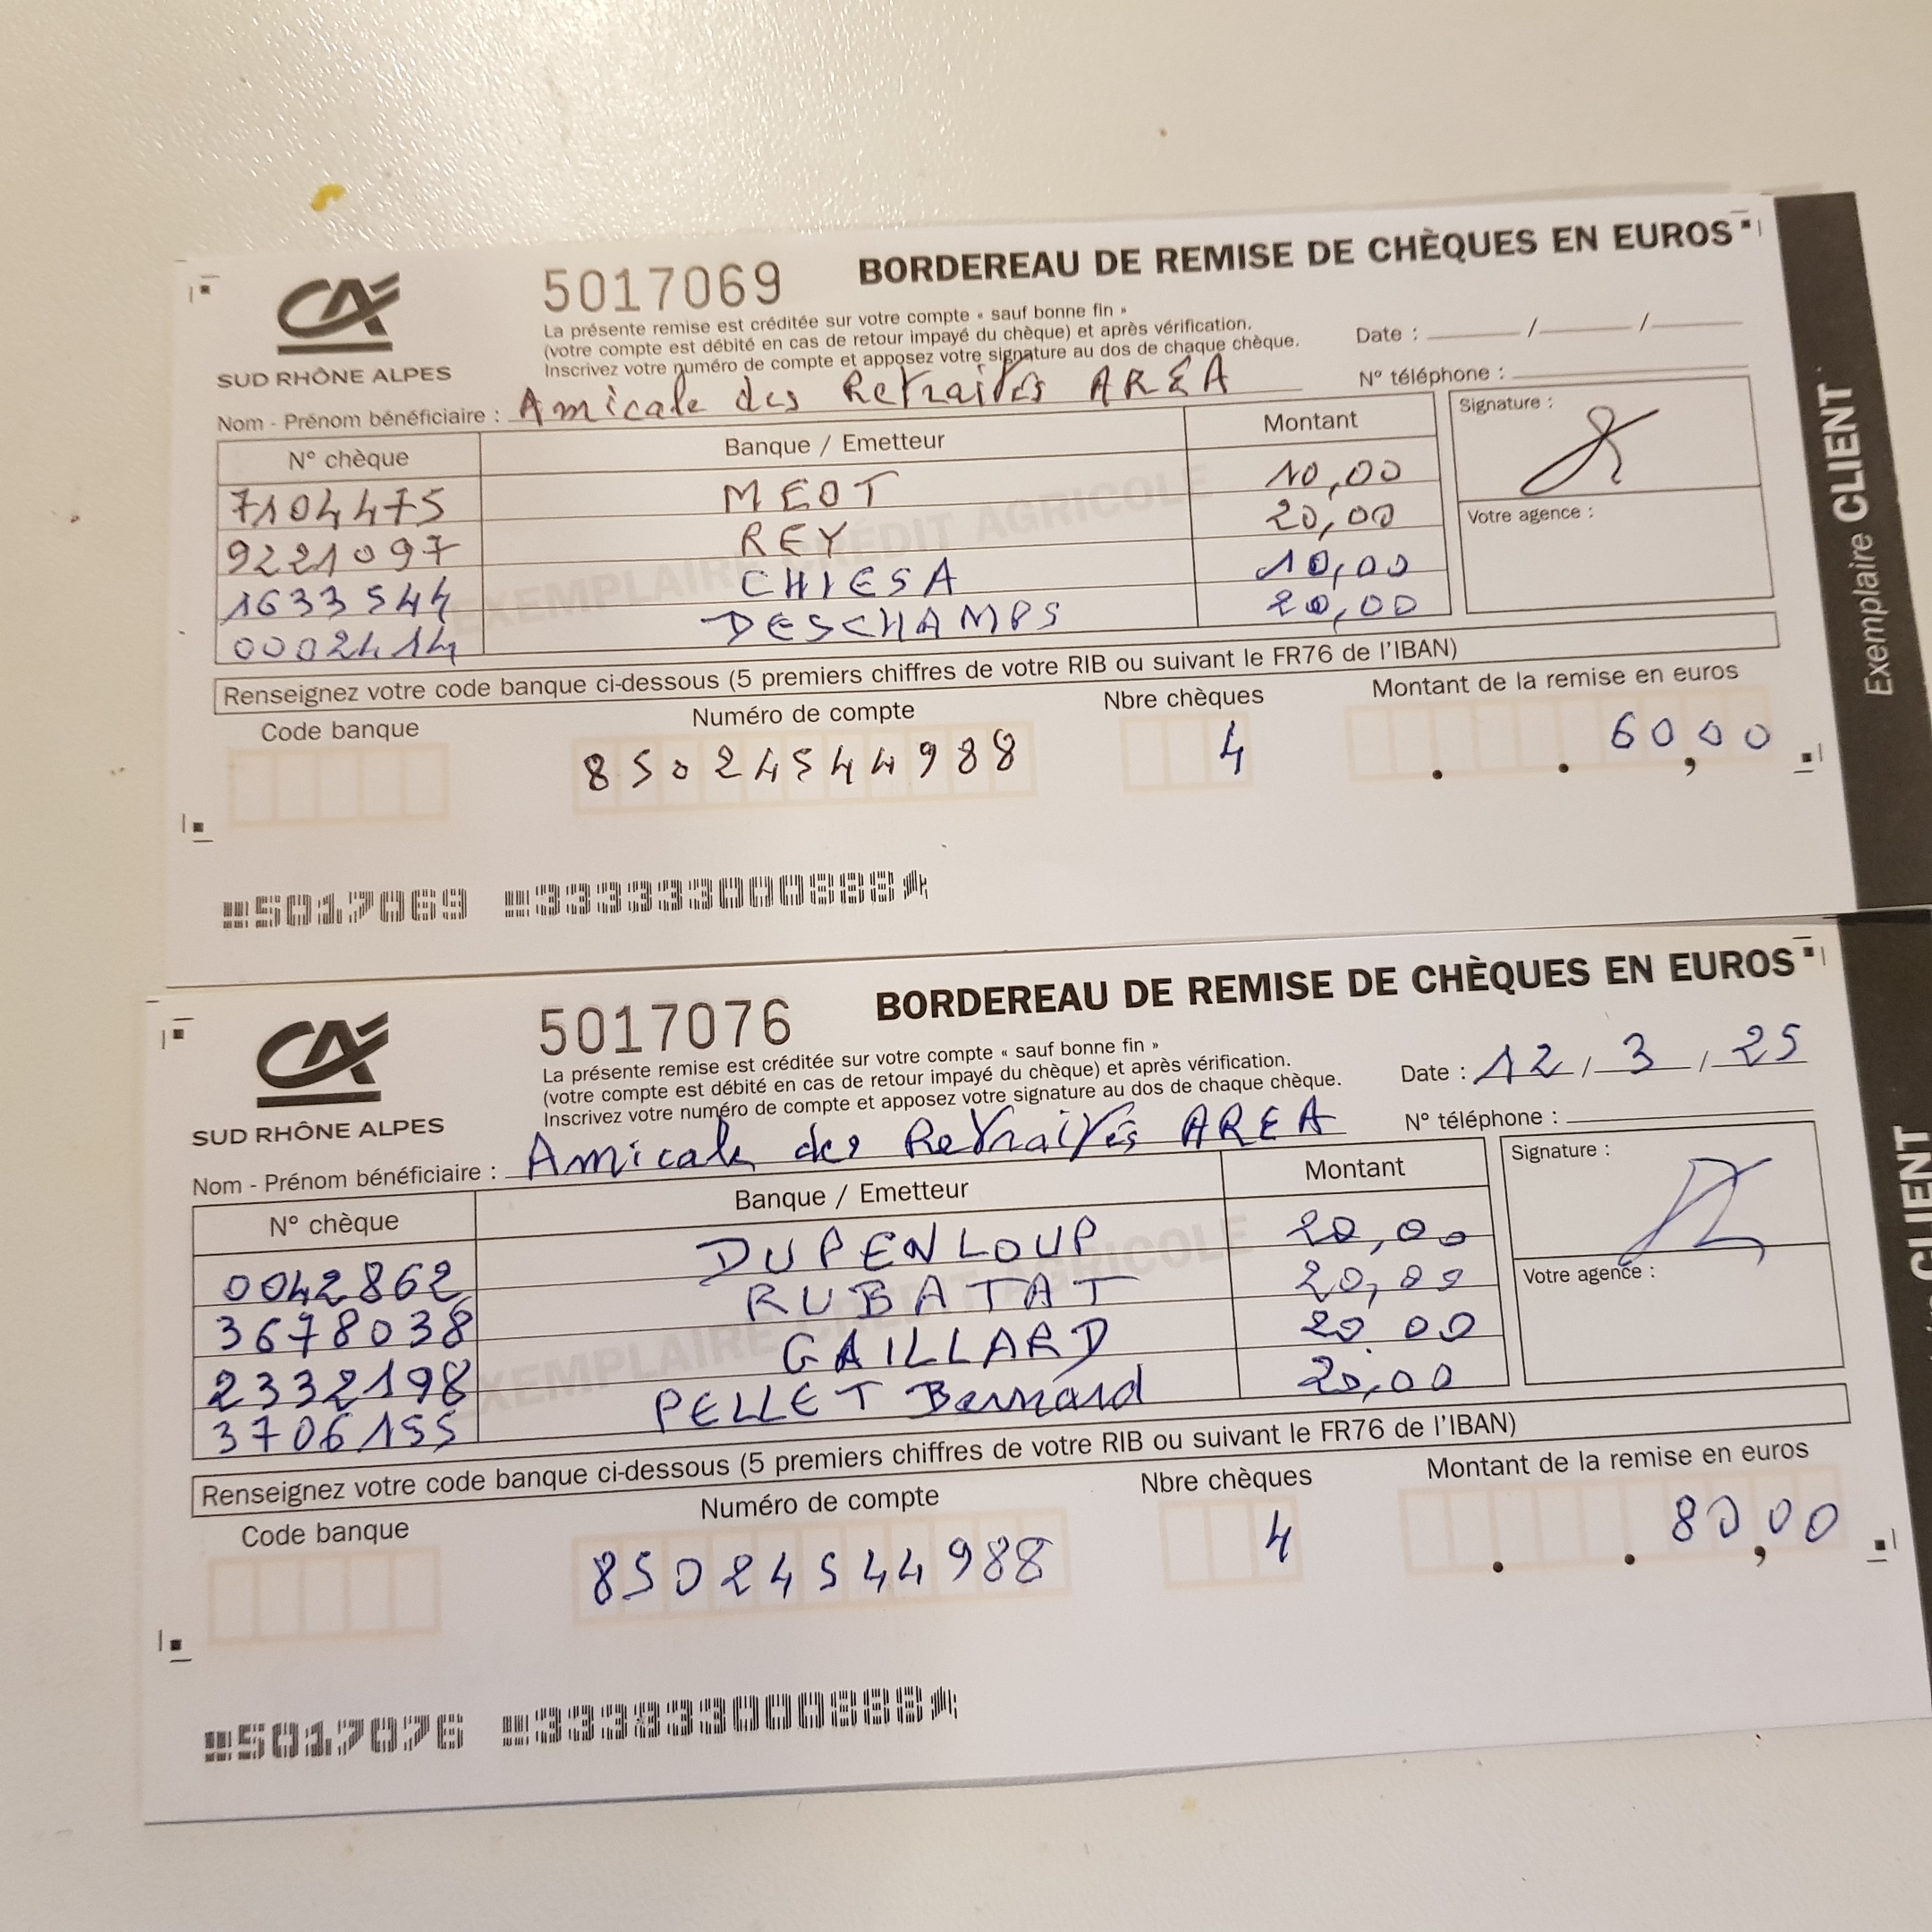 5017069 BORDEREAU DE REMISE DE CHÈQUES EN EUROS
La présente remise est créditée sur votre compte « sauf bonne fin »
(votre compte est débité en cas de retour impayé du chèque) et après vérification.
Inscrivez votre numéro de compte et apposez votre signature au dos de chaque chèque.
Date : / /
N° téléphone :
CA
SUD RHÔNE ALPES
Nom - Prénom bénéficiaire : Amicale des Retraités AREA
N° chèque Banque / Emetteur Montant
7104475 MEOT 10,00
9221097 REY 20,00
1633544 CHIESA 10,00
DESCHAMPS 20,00
Signature :
Votre agence :
EXEMPLAIRE CRÉDIT AGRICOLE
Renseignez votre code banque ci-dessous (5 premiers chiffres de votre RIB ou suivant le FR76 de l'IBAN)
Code banque Numéro de compte Nbre chèques Montant de la remise en euros
85024544988 4 60,00
5017069 333333000888
Exemplaire CLIENT
5017076 BORDEREAU DE REMISE DE CHÈQUES EN EUROS
La présente remise est créditée sur votre compte « sauf bonne fin »
(votre compte est débité en cas de retour impayé du chèque) et après vérification.
Inscrivez votre numéro de compte et apposez votre signature au dos de chaque chèque.
Date : 12 / 3 / 25
N° téléphone :
CA
SUD RHÔNE ALPES
Nom - Prénom bénéficiaire : Amicale des Retraités AREA
N° chèque Banque / Emetteur Montant
0042862 DUPENLOUP 20,00
3678038 RUBATAT 20,00
2332198 GAILLARD 20,00
3706155 PELLET Bernard 20,00
Signature :
Votre agence :
EXEMPLAIRE CRÉDIT AGRICOLE
Renseignez votre code banque ci-dessous (5 premiers chiffres de votre RIB ou suivant le FR76 de l'IBAN)
Code banque Numéro de compte Nbre chèques Montant de la remise en euros
85024544988 4 80,00
5017076 333333000888
CLIENT